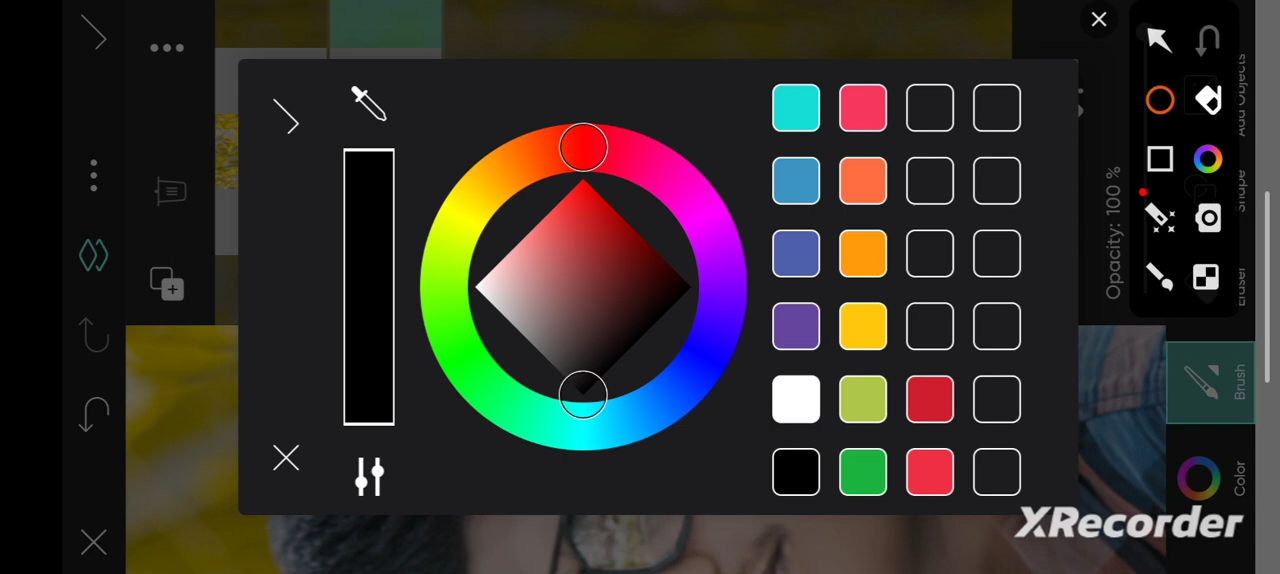 Add Objects
Shape
Opacity: 100 %
Eraser
Brush
Color
XRecorder